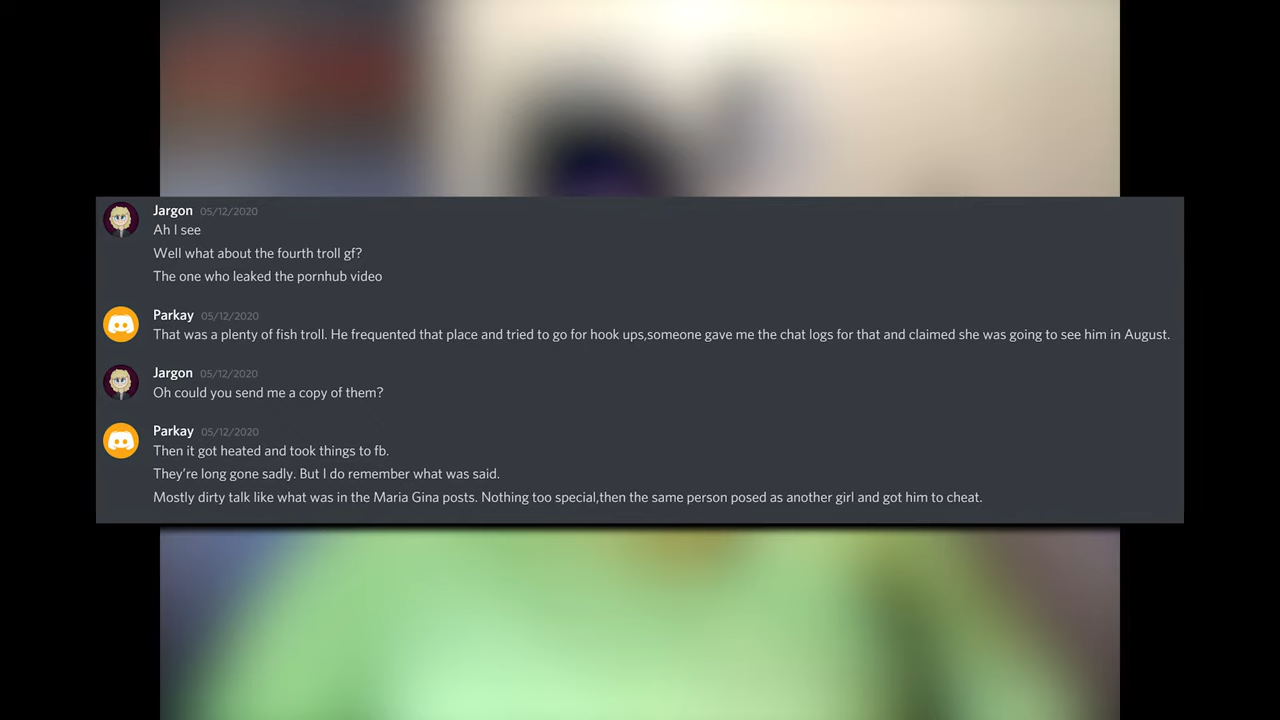 Jargon 05/12/2020
Ah I see
Well what about the fourth troll gf?
The one who leaked the pornhub video
Parkay 05/12/2020
That was a plenty of fish troll. He frequented that place and tried to go for hook ups,someone gave me the chat logs for that and claimed she was going to see him in August.
Jargon 05/12/2020
Oh could you send me a copy of them?
Parkay 05/12/2020
Then it got heated and took things to fb.
They're long gone sadly. But I do remember what was said.
Mostly dirty talk like what was in the Maria Gina posts. Nothing too special,then the same person posed as another girl and got him to cheat.